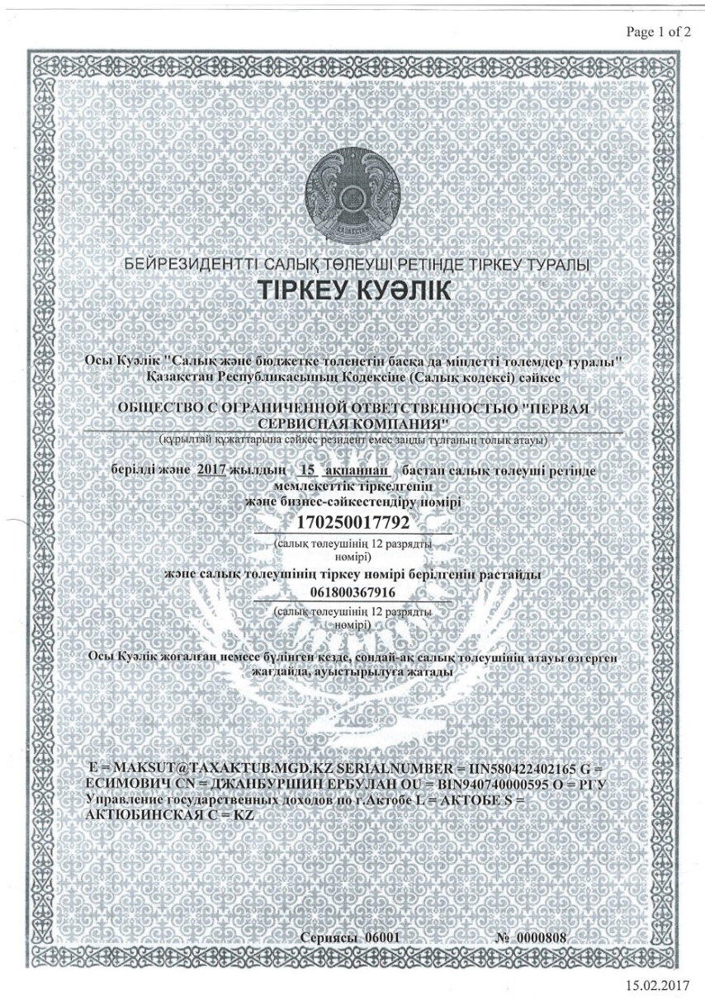 Page 1 of 2
ҚАЗАҚСТАН
БЕЙРЕЗИДЕНТТІ САЛЫҚ ТӨЛЕУШІ РЕТІНДЕ ТІРКЕУ ТУРАЛЫ
ТІРКЕУ КУӘЛІК
Осы Куәлік "Салық және бюджетке төленетін басқа да міндетті төлемдер туралы"
Қазақстан Республикасының Кодексіне (Салық кодексі) сәйкес
ОБЩЕСТВО С ОГРАНИЧЕННОЙ ОТВЕТСТВЕННОСТЬЮ "ПЕРВАЯ
СЕРВИСНАЯ КОМПАНИЯ"
(құрылтай құжаттарына сәйкес резидент емес заңды тұлғаның толық атауы)
берілді және 2017 жылдың 15 ақпаннан бастап салық төлеуші ретінде
мемлекеттік тіркелгенін
және бизнес-сәйкестендіру нөмірі
170250017792
(салық төлеушінің 12 разрядты
нөмірі)
және салық төлеушінің тіркеу нөмірі берілгенін растайды
061800367916
(салық төлеушінің 12 разрядты
нөмірі)
Осы Куәлік жоғалған немесе бүлінген кезде, сондай-ақ салық төлеушінің атауы өзгерген
жағдайда, ауыстырылуға жатады
E = MAKSUT@TAXAKTUB.MGD.KZ SERIALNUMBER = IIN580422402165 G =
ЕСИМОВИЧ CN = ДЖАНБУРШИН ЕРБУЛАН OU = BIN940740000595 O = РГУ
Управление государственных доходов по г.Актобе L = АКТОБЕ S =
АКТЮБИНСКАЯ C = KZ
Сериясы 06001 № 0000808
15.02.2017